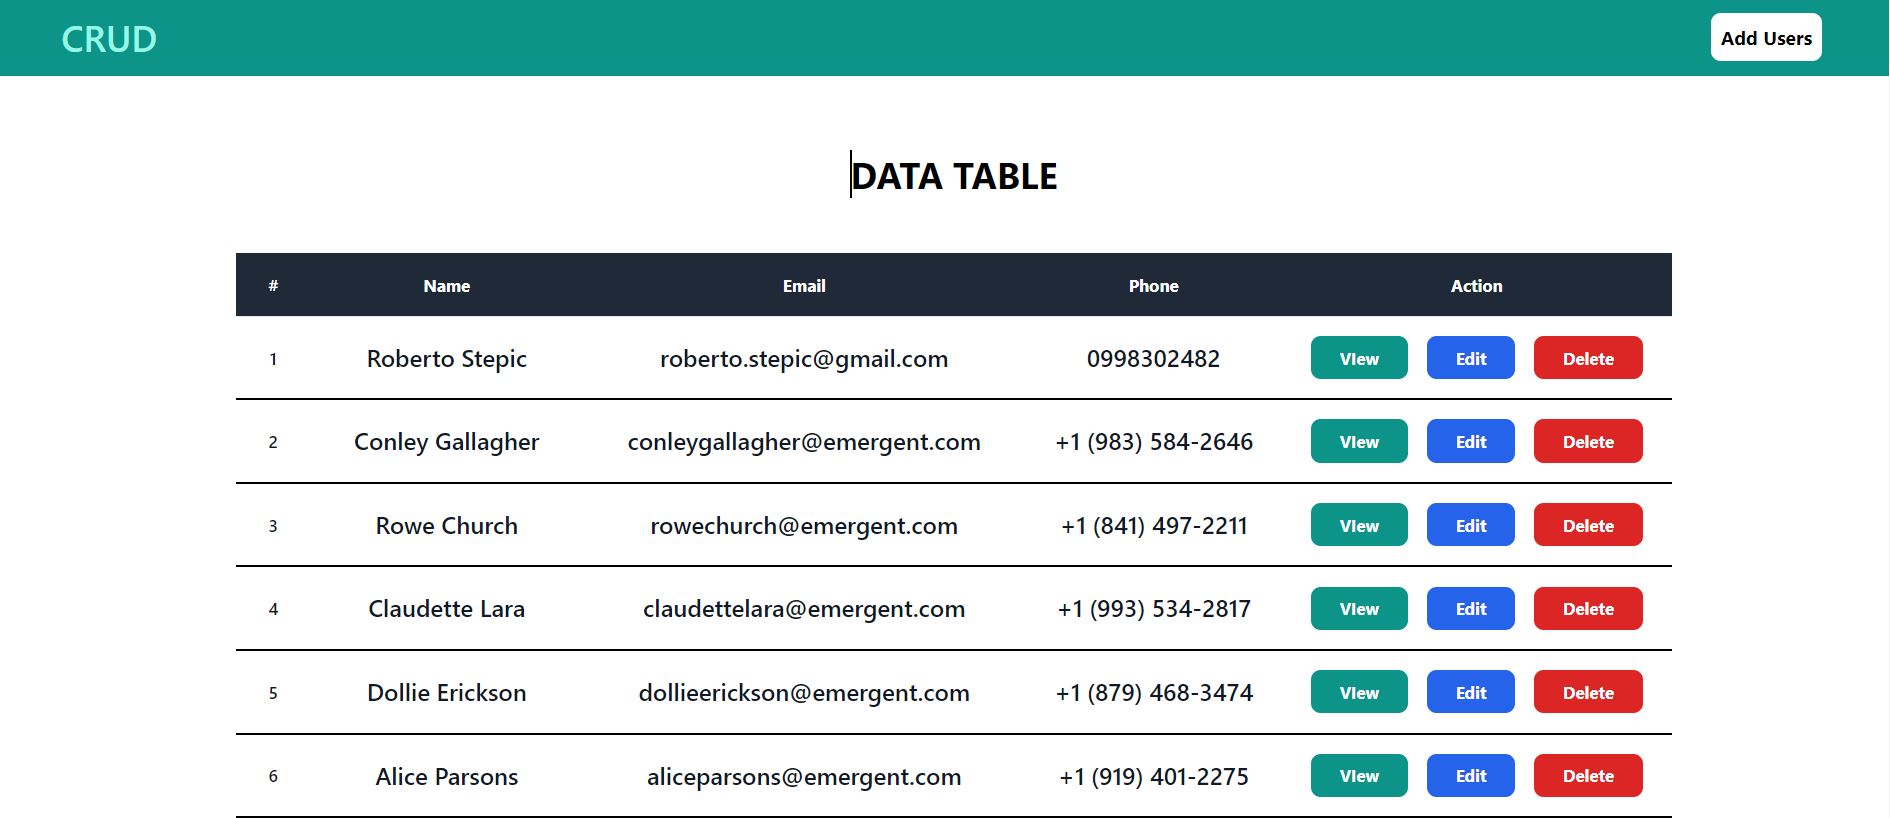 CRUD Add Users
DATA TABLE
# Name Email Phone Action
1 Roberto Stepic roberto.stepic@gmail.com 0998302482 VIew Edit Delete
2 Conley Gallagher conleygallagher@emergent.com +1 (983) 584-2646 VIew Edit Delete
3 Rowe Church rowechurch@emergent.com +1 (841) 497-2211 VIew Edit Delete
4 Claudette Lara claudettelara@emergent.com +1 (993) 534-2817 VIew Edit Delete
5 Dollie Erickson dollieerickson@emergent.com +1 (879) 468-3474 VIew Edit Delete
6 Alice Parsons aliceparsons@emergent.com +1 (919) 401-2275 VIew Edit Delete